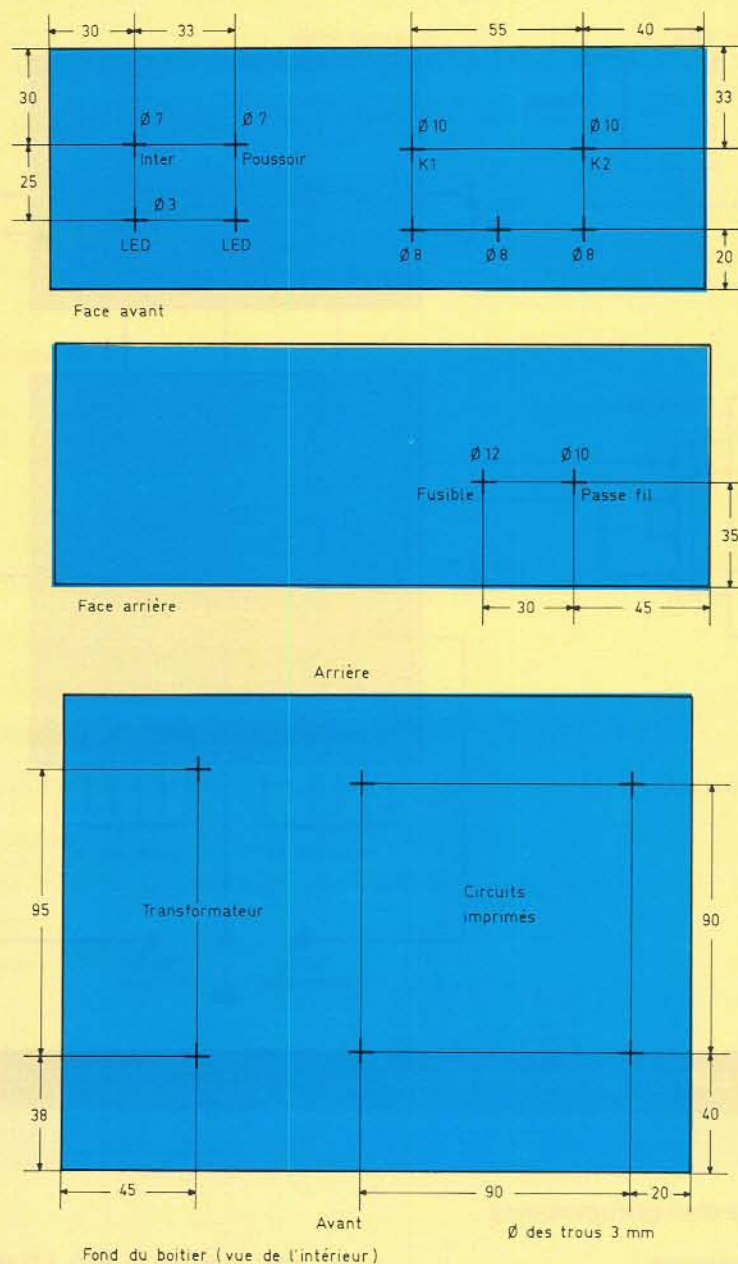 30 33 55 40
30 33
Ø 7 Ø 7 Ø 10 Ø 10
Inter Poussoir K1 K2
25
Ø 3
LED LED Ø 8 Ø 8 Ø 8
20
Face avant
Ø 12 Ø 10
Fusible Passe fil
35
Face arrière
30 45
Arrière
Circuits
95 Transformateur imprimés 90
38 40
45 90 20
Avant
Ø des trous 3 mm
Fond du boitier (vue de l'intérieur)